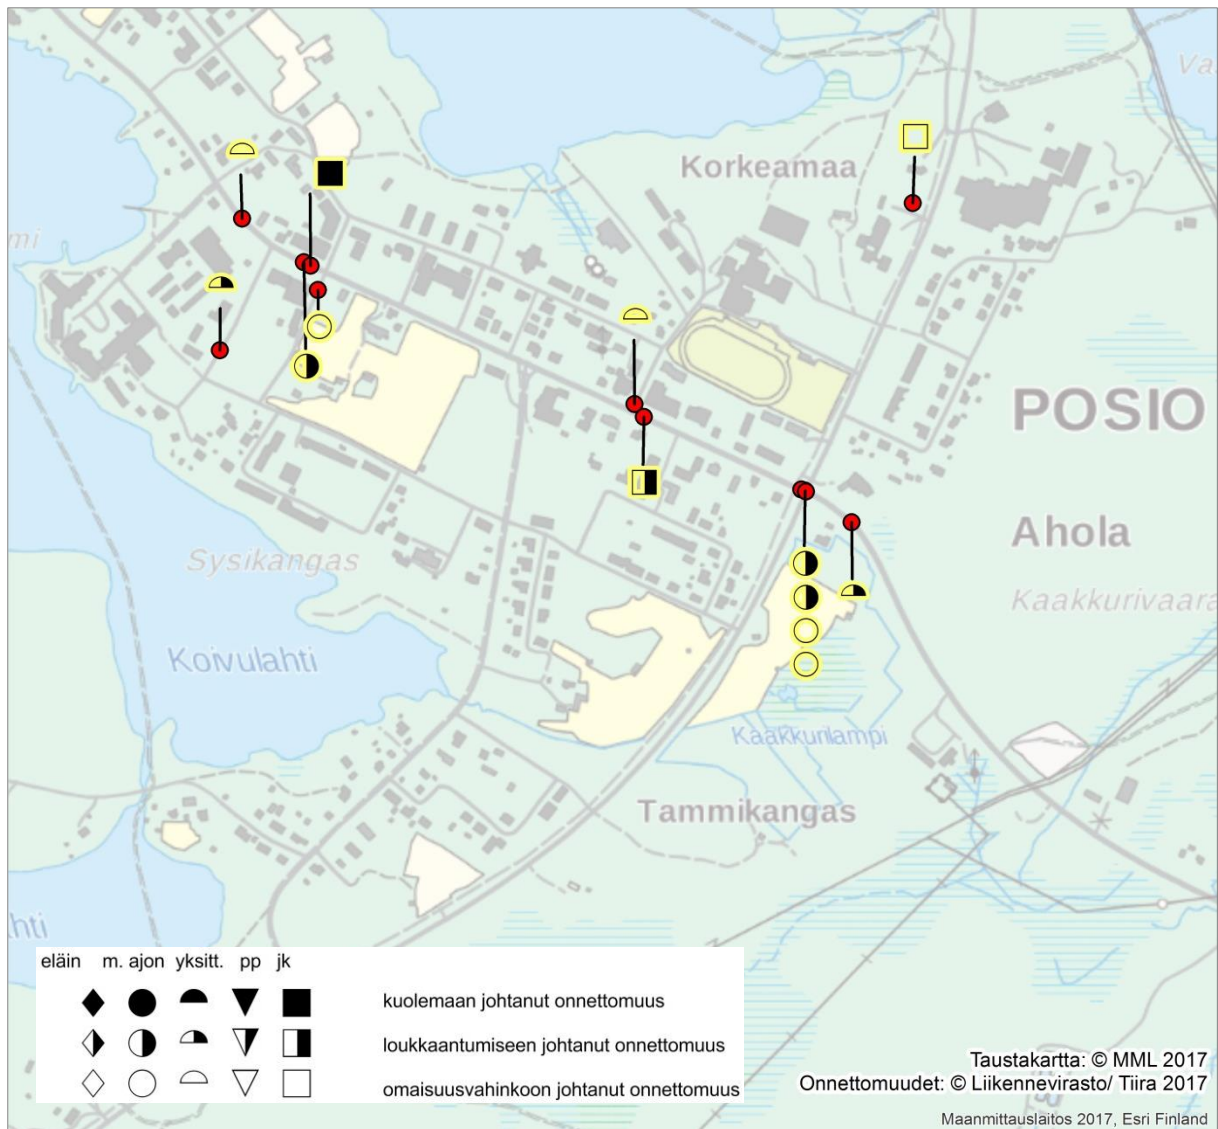 Va
Korkeamaa
mi
POSIO
Ahola
Sysikangas
Kaakkurivaara
Koivulahti
Kaakkurilampi
Tammikangas
hti
eläin m. ajon yksitt. pp jk
kuolemaan johtanut onnettomuus
loukkaantumiseen johtanut onnettomuus
omaisuusvahinkoon johtanut onnettomuus
Taustakartta: © MML 2017
Onnettomuudet: © Liikennevirasto/ Tiira 2017
Maanmittauslaitos 2017, Esri Finland